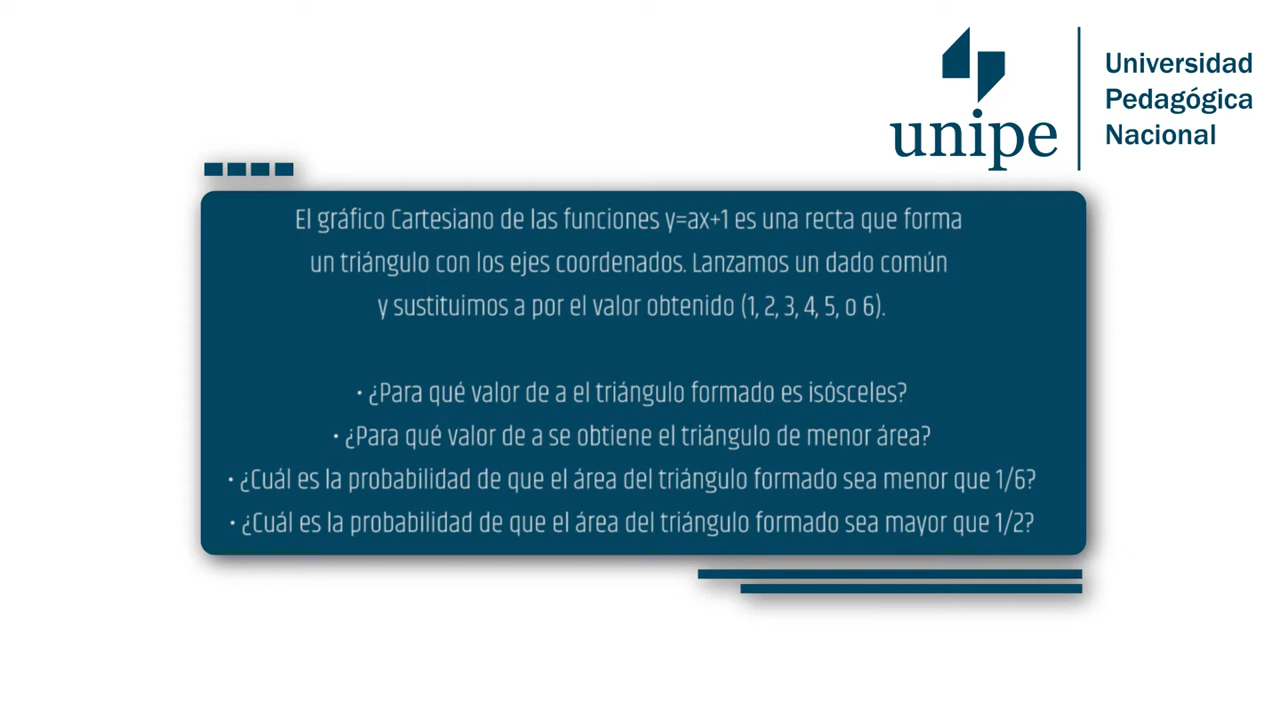 unipe
Universidad
Pedagógica
Nacional
El gráfico Cartesiano de las funciones y=ax+1 es una recta que forma
un triángulo con los ejes coordenados. Lanzamos un dado común
y sustituimos a por el valor obtenido (1, 2, 3, 4, 5, o 6).
• ¿Para qué valor de a el triángulo formado es isósceles?
• ¿Para qué valor de a se obtiene el triángulo de menor área?
• ¿Cuál es la probabilidad de que el área del triángulo formado sea menor que 1/6?
• ¿Cuál es la probabilidad de que el área del triángulo formado sea mayor que 1/2?